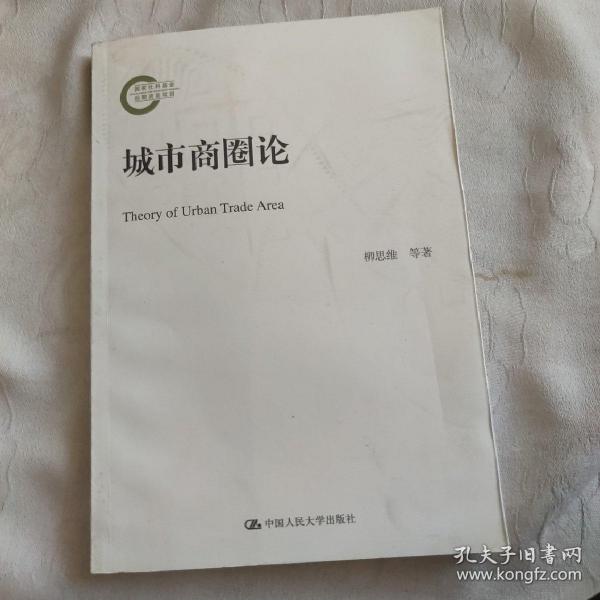 国家社科基金
后期资助项目
城市商圈论
Theory of Urban Trade Area
柳思维 等著
中国人民大学出版社
孔夫子旧书网
www.kongfz.com